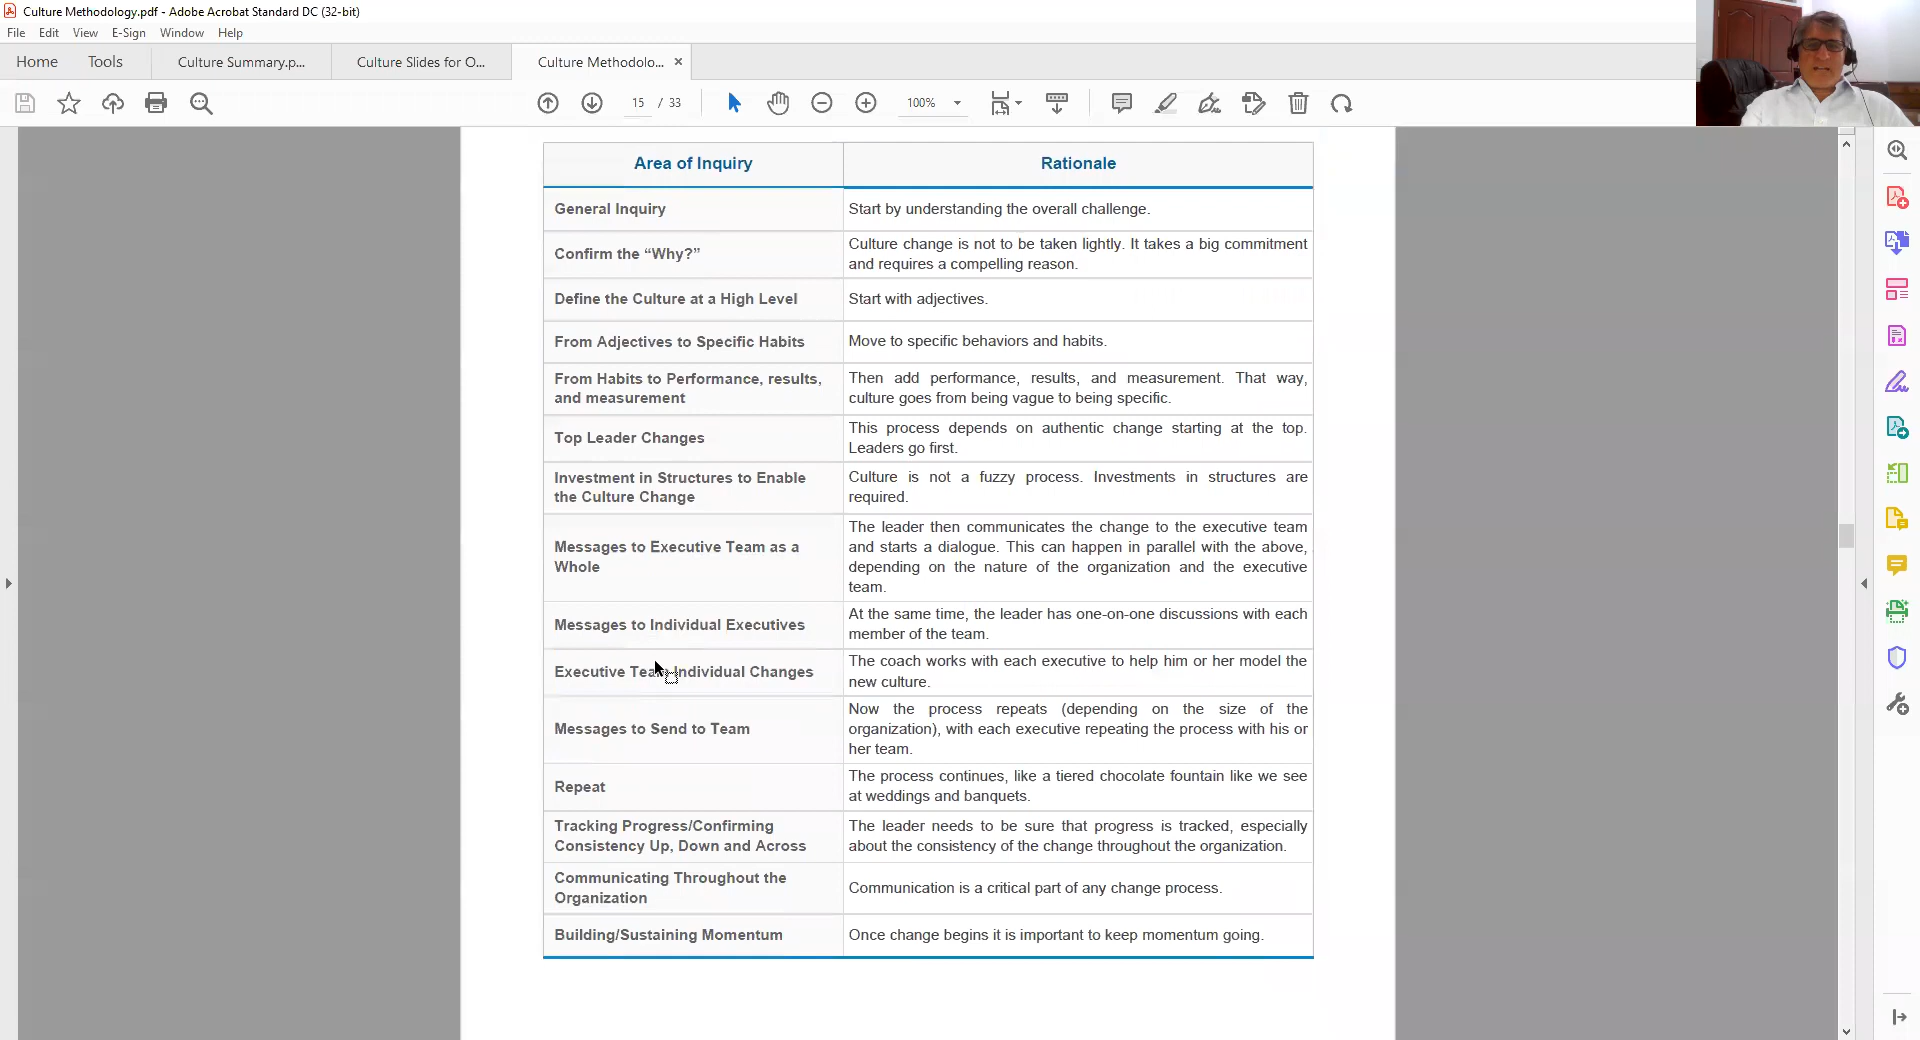 Culture Methodology.pdf - Adobe Acrobat Standard DC (32-bit)
File Edit View E-Sign Window Help
Home Tools Culture Summary.p... Culture Slides for O... Culture Methodolo... ×
15 / 33 100%
Area of Inquiry Rationale
General Inquiry Start by understanding the overall challenge.
Confirm the “Why?”
Culture change is not to be taken lightly. It takes a big commitment
and requires a compelling reason.
Define the Culture at a High Level Start with adjectives.
From Adjectives to Specific Habits Move to specific behaviors and habits.
From Habits to Performance, results,
and measurement
Then add performance, results, and measurement. That way,
culture goes from being vague to being specific.
Top Leader Changes
This process depends on authentic change starting at the top.
Leaders go first.
Investment in Structures to Enable
the Culture Change
Culture is not a fuzzy process. Investments in structures are
required.
Messages to Executive Team as a
Whole
The leader then communicates the change to the executive team
and starts a dialogue. This can happen in parallel with the above,
depending on the nature of the organization and the executive
team.
Messages to Individual Executives
At the same time, the leader has one-on-one discussions with each
member of the team.
Executive Team Individual Changes
The coach works with each executive to help him or her model the
new culture.
Messages to Send to Team
Now the process repeats (depending on the size of the
organization), with each executive repeating the process with his or
her team.
Repeat
The process continues, like a tiered chocolate fountain like we see
at weddings and banquets.
Tracking Progress/Confirming
Consistency Up, Down and Across
The leader needs to be sure that progress is tracked, especially
about the consistency of the change throughout the organization.
Communicating Throughout the
Organization
Communication is a critical part of any change process.
Building/Sustaining Momentum Once change begins it is important to keep momentum going.